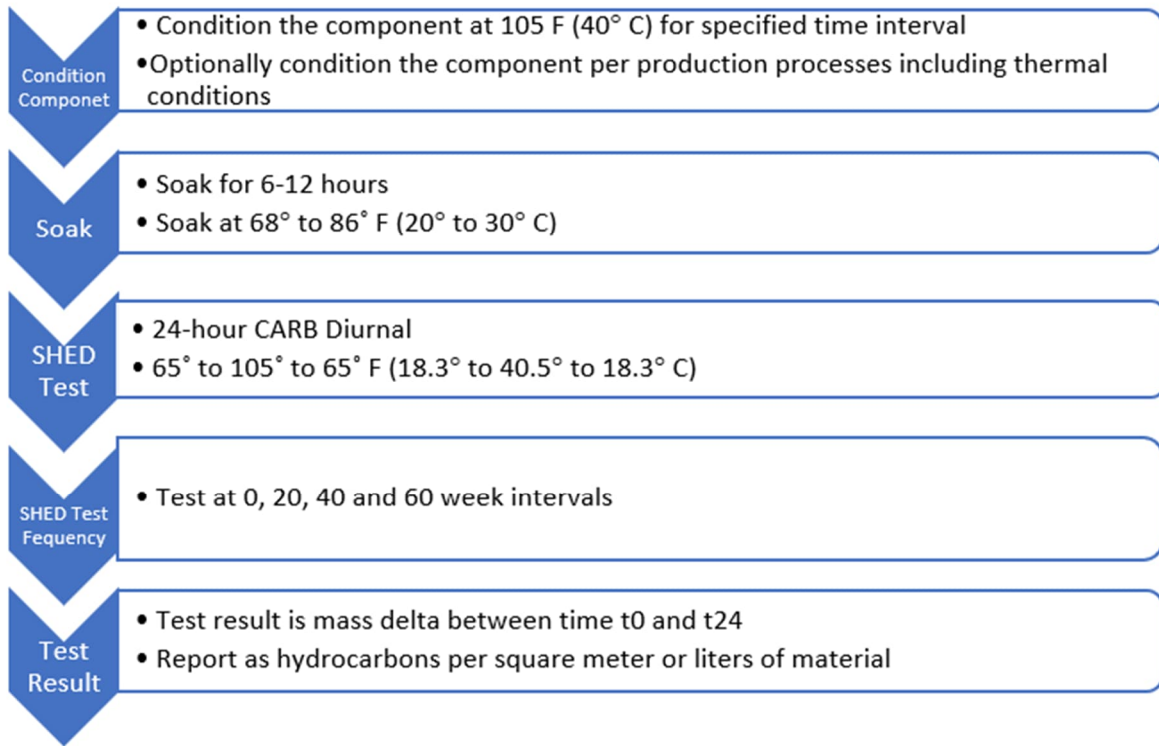 Condition
Componet
• Condition the component at 105 F (40° C) for specified time interval
•Optionally condition the component per production processes including thermal
conditions
Soak
• Soak for 6-12 hours
• Soak at 68° to 86˚ F (20° to 30° C)
SHED
Test
• 24-hour CARB Diurnal
• 65˚ to 105˚ to 65˚ F (18.3° to 40.5° to 18.3° C)
SHED Test
Fequency
• Test at 0, 20, 40 and 60 week intervals
Test
Result
• Test result is mass delta between time t0 and t24
• Report as hydrocarbons per square meter or liters of material